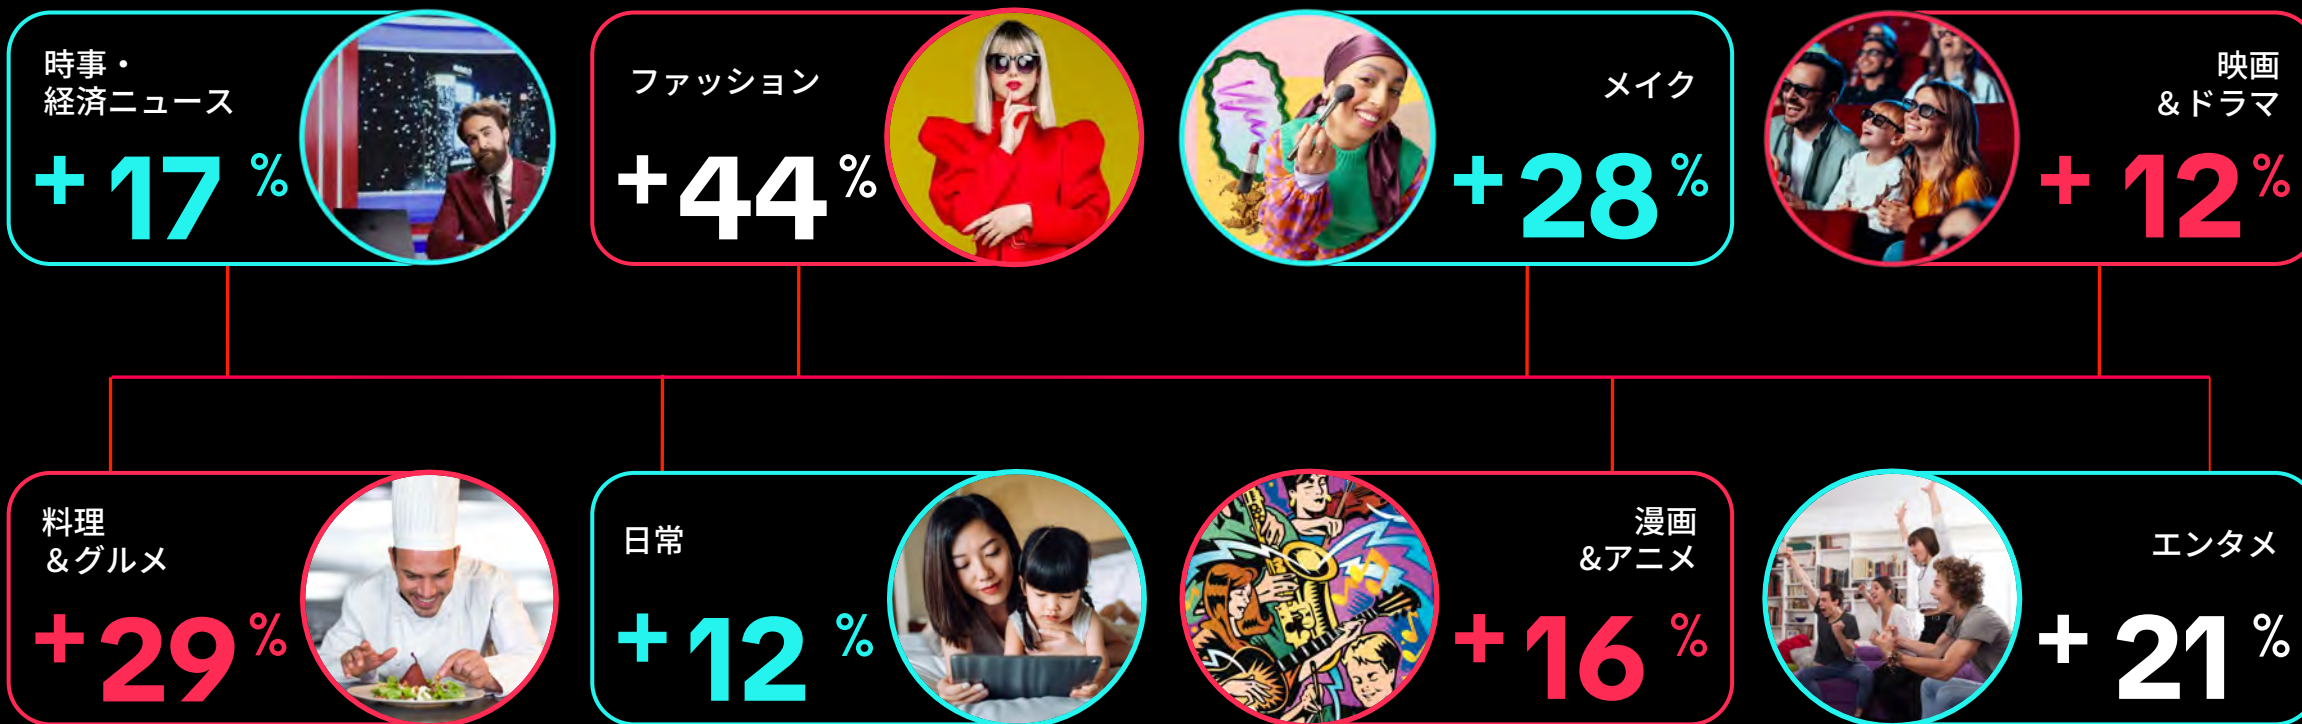 時事・
経済ニュース
+17%
ファッション
+44%
メイク
+28%
映画
&ドラマ
+12%
料理
&グルメ
+29%
日常
+12%
漫画
&アニメ
+16%
エンタメ
+21%